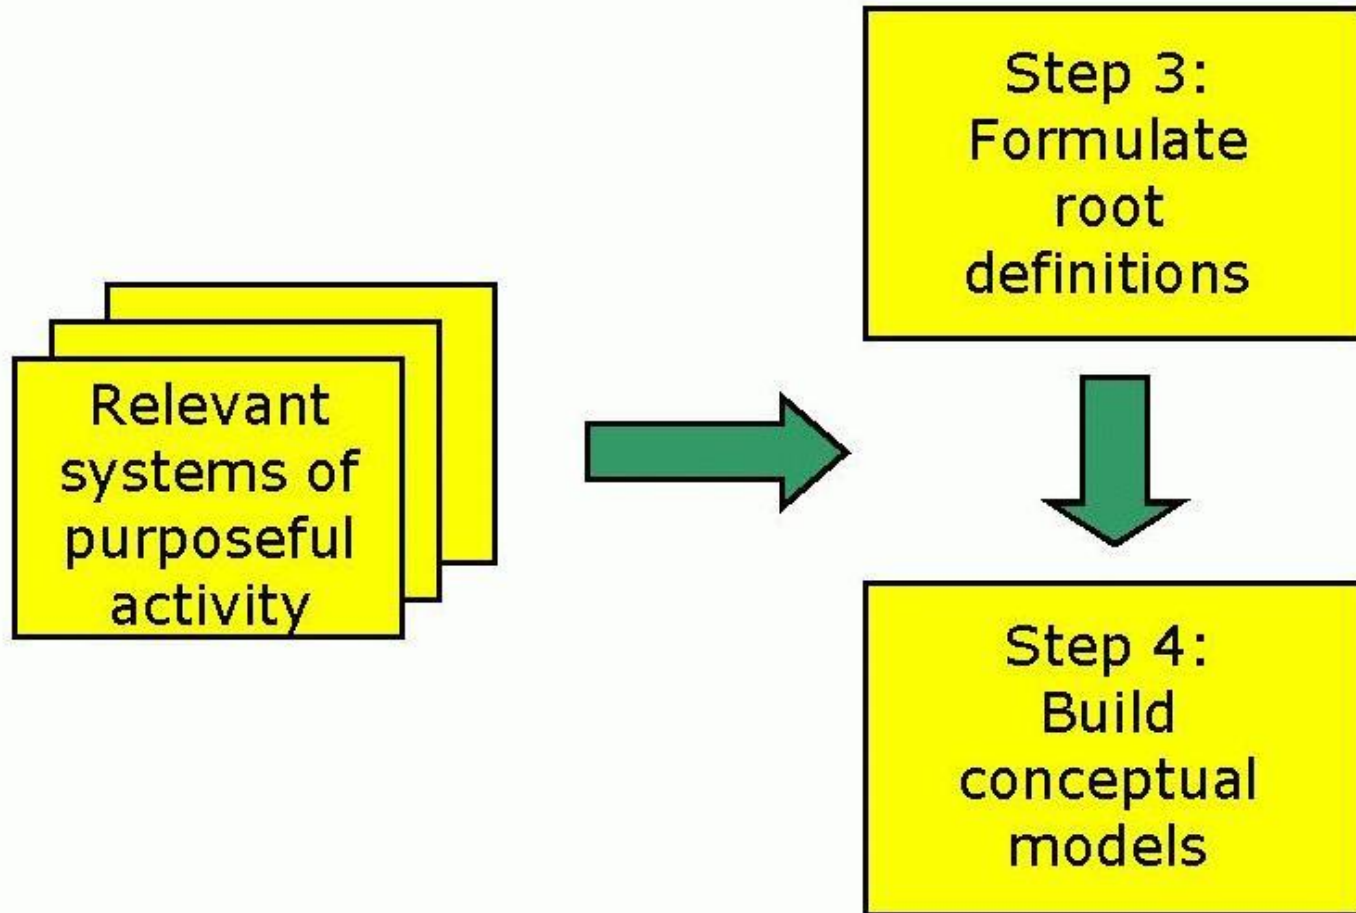 Step 3:
Formulate
root
definitions
Relevant
systems of
purposeful
activity
Step 4:
Build
conceptual
models